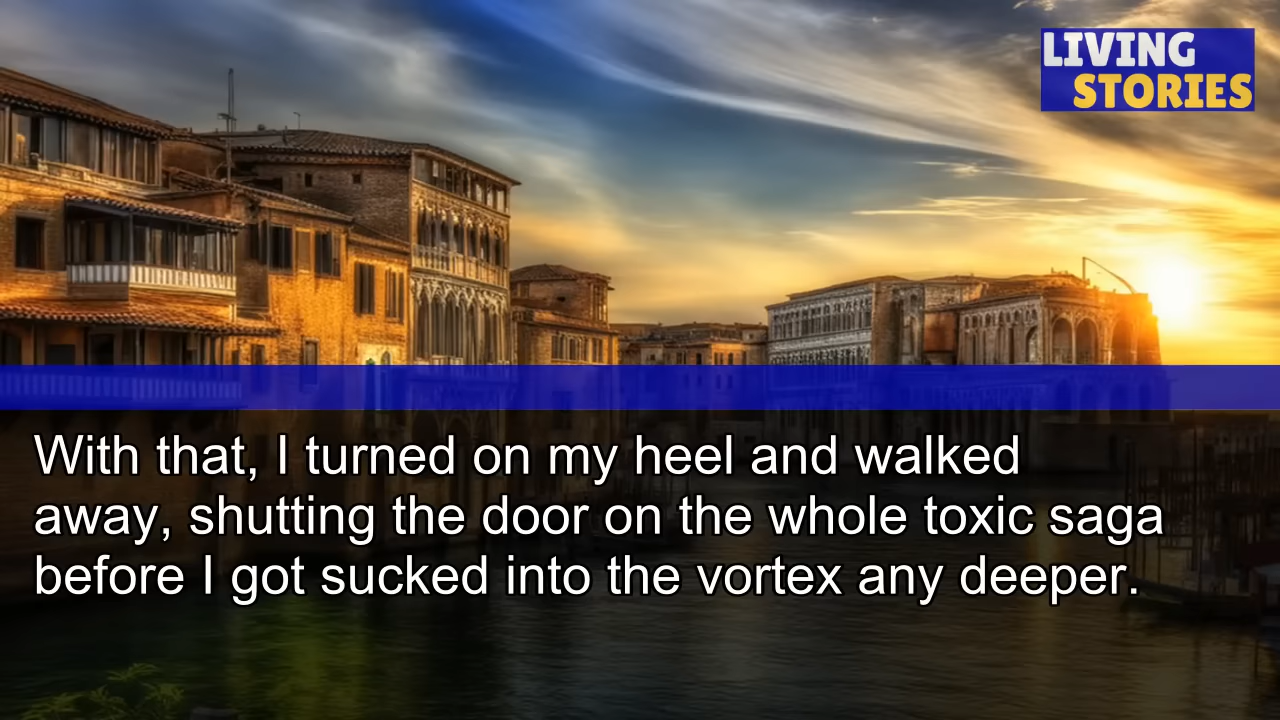 LIVING
STORIES
With that, I turned on my heel and walked
away, shutting the door on the whole toxic saga
before I got sucked into the vortex any deeper.